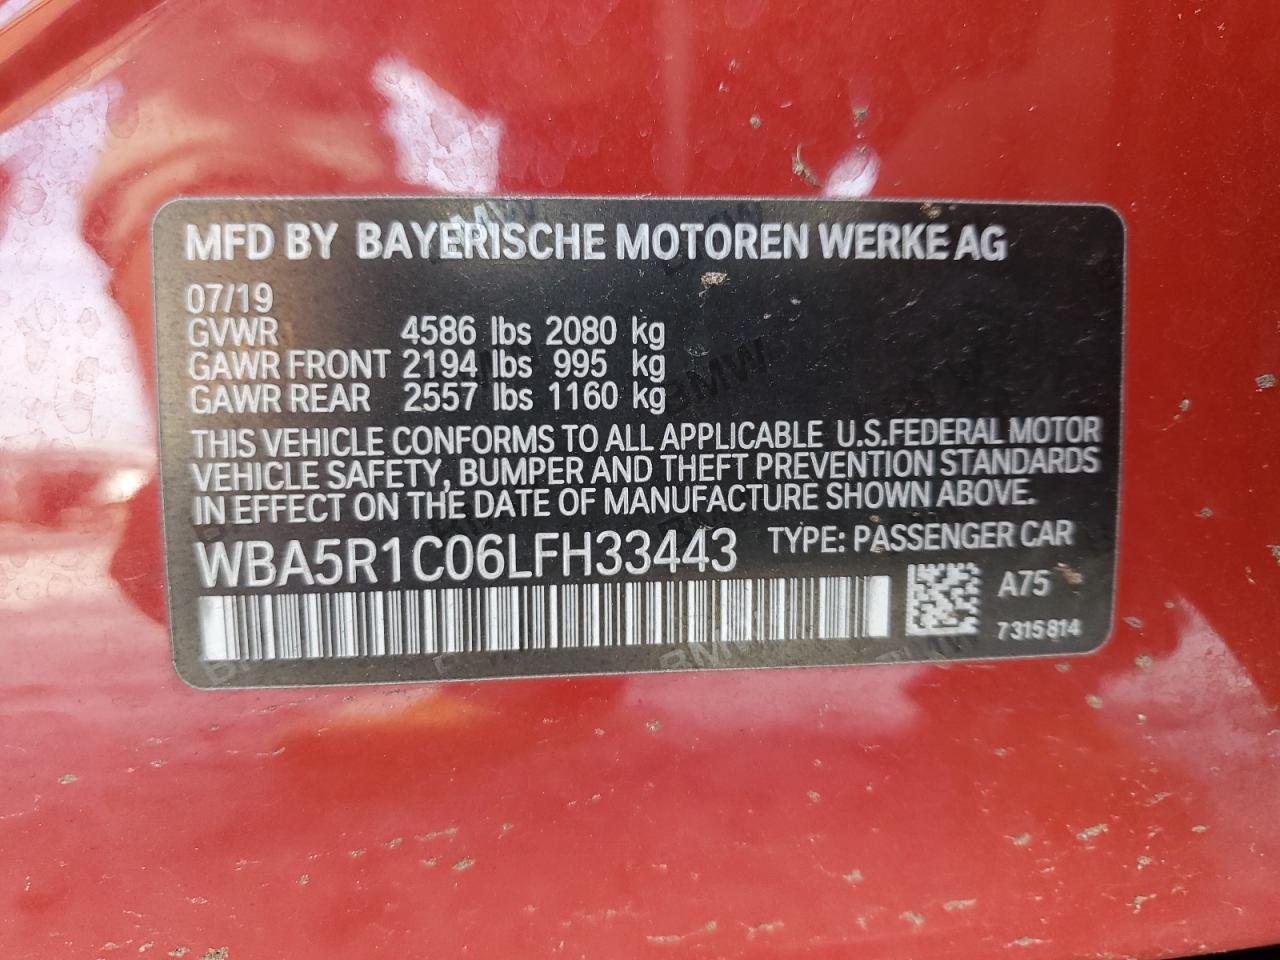 MFD BY BAYERISCHE MOTOREN WERKE AG
07/19
GVWR 4586 lbs 2080 kg
GAWR FRONT 2194 lbs 995 kg
GAWR REAR 2557 lbs 1160 kg
THIS VEHICLE CONFORMS TO ALL APPLICABLE U.S.FEDERAL MOTOR
VEHICLE SAFETY, BUMPER AND THEFT PREVENTION STANDARDS
IN EFFECT ON THE DATE OF MANUFACTURE SHOWN ABOVE.
WBA5R1C06LFH33443 TYPE: PASSENGER CAR
A75
7315814